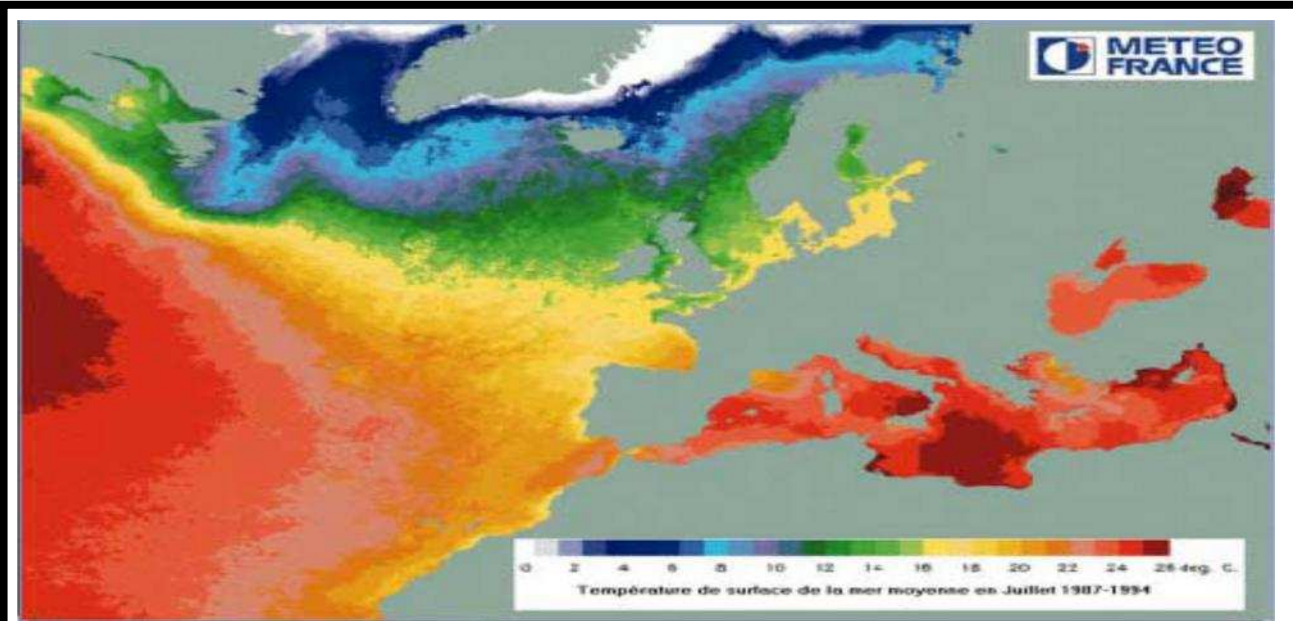 METEO
FRANCE
0 2 4 6 8 10 12 14 16 18 20 22 24 26 deg. C.
Température de surface de la mer moyenne en Juillet 1987-1994